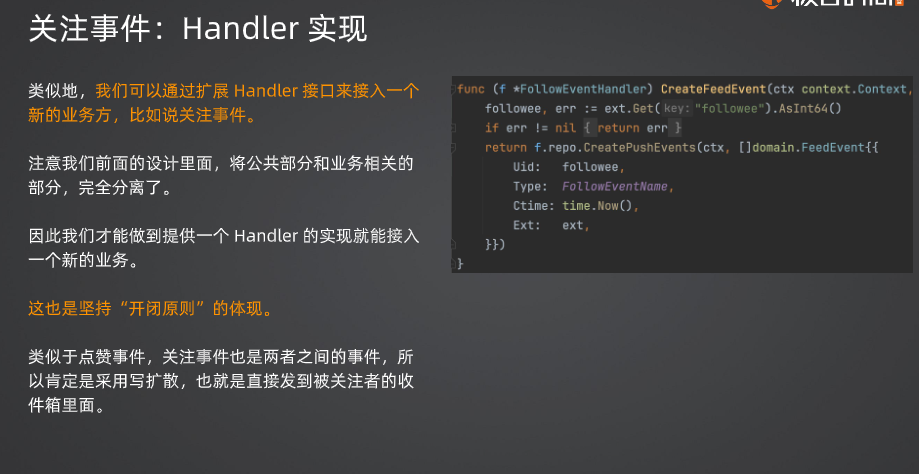 关注事件：Handler 实现
类似地，我们可以通过扩展 Handler 接口来接入一个
新的业务方，比如说关注事件。
注意我们前面的设计里面，将公共部分和业务相关的
部分，完全分离了。
因此我们才能做到提供一个 Handler 的实现就能接入
一个新的业务。
这也是坚持“开闭原则”的体现。
类似于点赞事件，关注事件也是两者之间的事件，所
以肯定是采用写扩散，也就是直接发到被关注者的收
件箱里面。
func (f *FollowEventHandler) CreateFeedEvent(ctx context.Context,
followee, err := ext.Get( key: "followee").AsInt64()
if err != nil { return err }
return f.repo.CreatePushEvents(ctx, []domain.FeedEvent{{
Uid: followee,
Type: FollowEventName,
Ctime: time.Now(),
Ext: ext,
}})
}